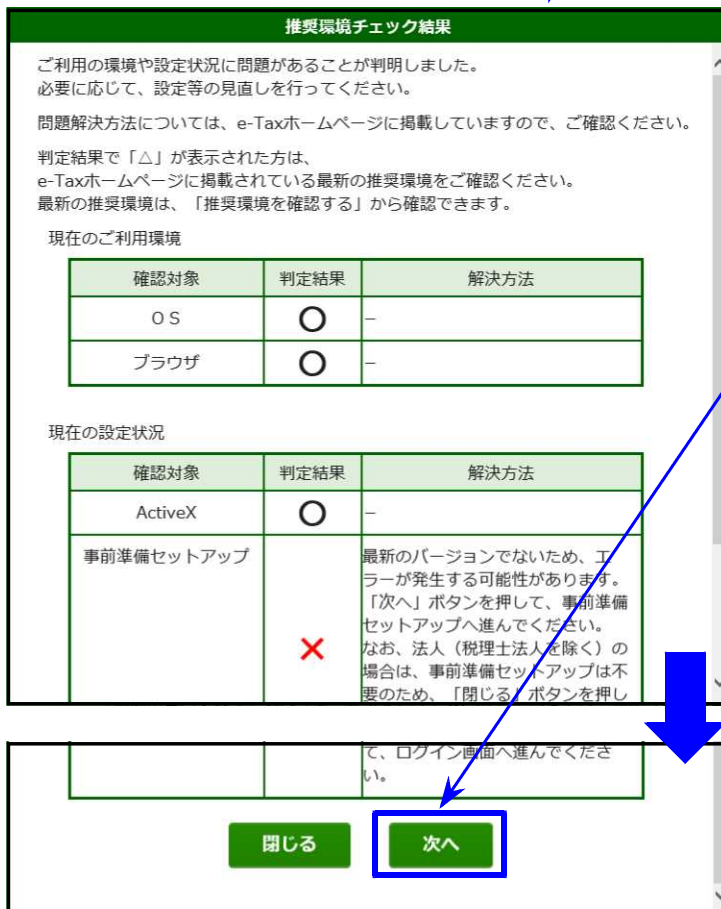 推奨環境チェック結果
ご利用の環境や設定状況に問題があることが判明しました。
必要に応じて、設定等の見直しを行ってください。
問題解決方法については、e-Taxホームページに掲載していますので、ご確認ください。
判定結果で「△」が表示された方は、
e-Taxホームページに掲載されている最新の推奨環境をご確認ください。
最新の推奨環境は、「推奨環境を確認する」から確認できます。
現在のご利用環境
確認対象 判定結果 解決方法
ＯＳ ○ －
ブラウザ ○ －
現在の設定状況
確認対象 判定結果 解決方法
ActiveX ○ －
事前準備セットアップ ✕ 最新のバージョンでないため、エ
ラーが発生する可能性があります。
「次へ」ボタンを押して、事前準備
セットアップへ進んでください。
なお、法人（税理士法人を除く）の
場合は、事前準備セットアップは不
要のため、「閉じる」ボタンを押し
て、ログイン画面へ進んでくださ
い。
閉じる 次へ